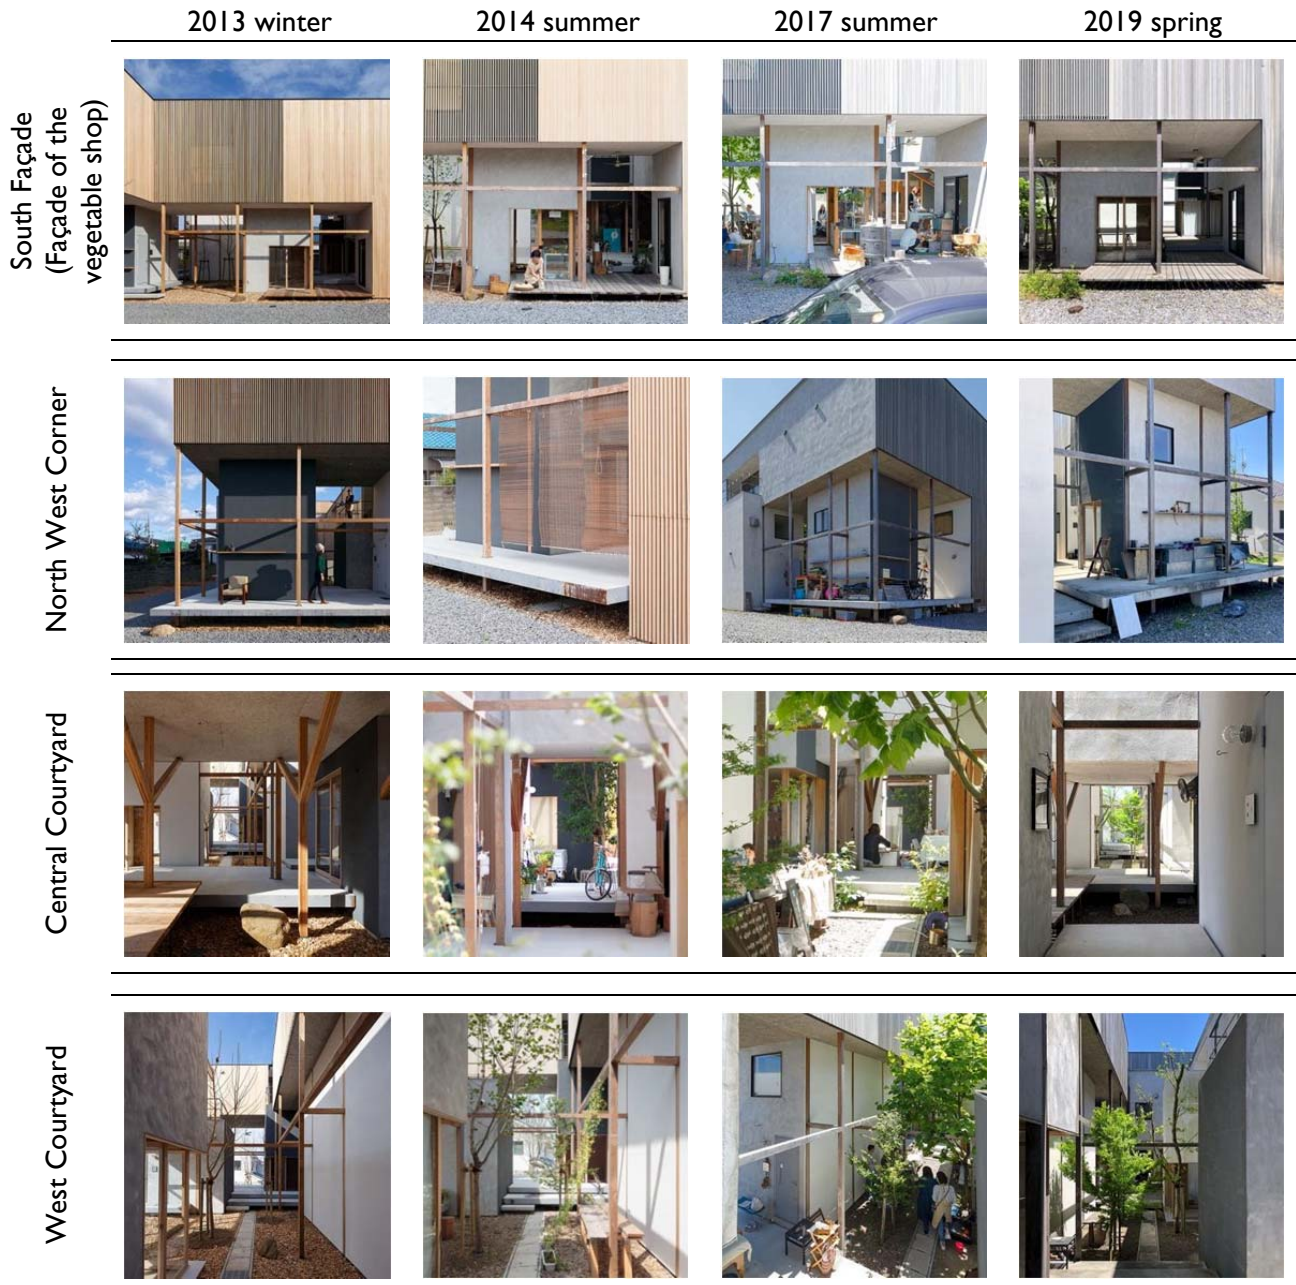 2013 winter
2014 summer
2017 summer
2019 spring
South Façade
(Façade of the
vegetable shop)
North West Corner
Central Courtyard
West Courtyard